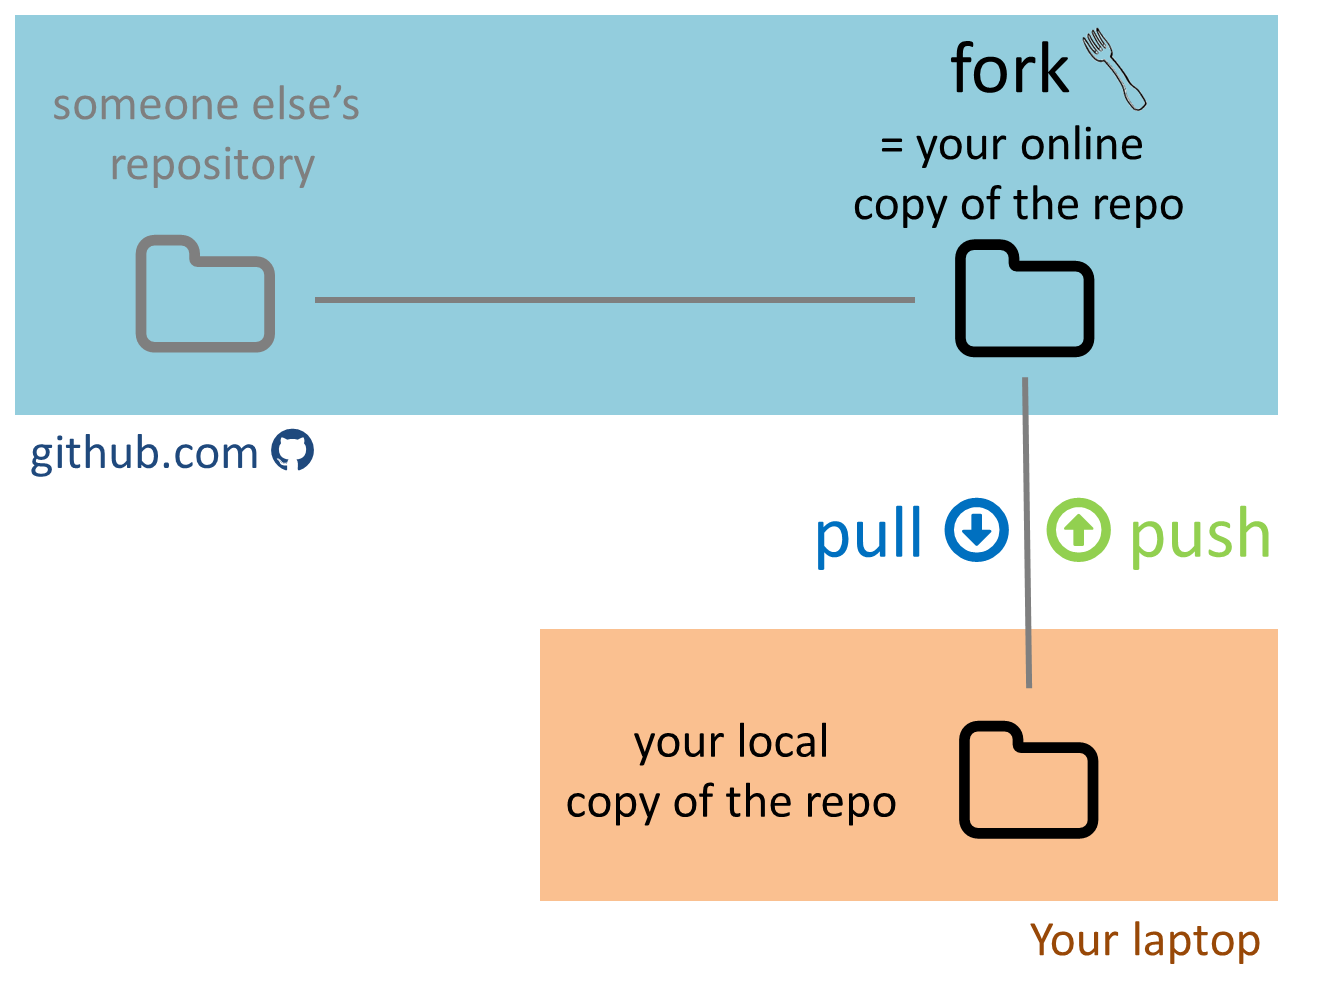 someone else’s
repository
fork
= your online
copy of the repo
github.com
pull
push
your local
copy of the repo
Your laptop